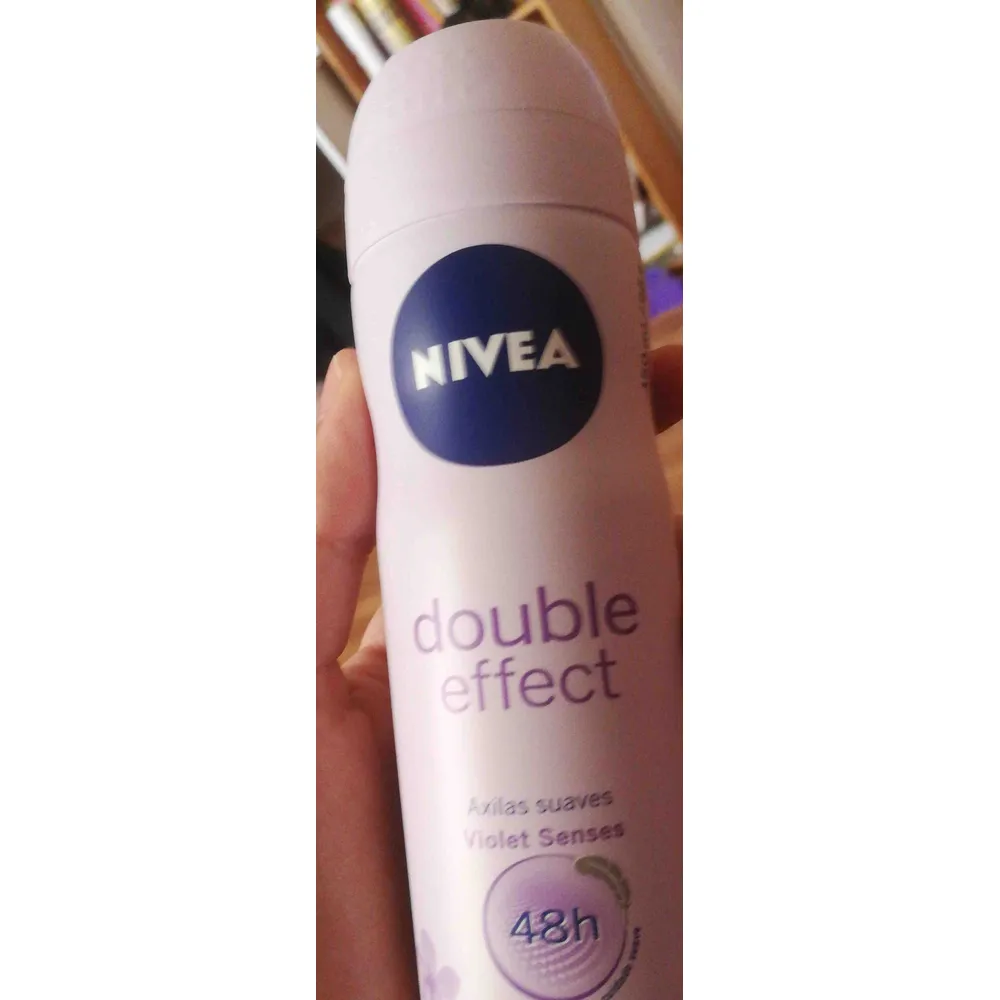 NIVEA
double
effect
Axilas suaves
Violet Senses
48h